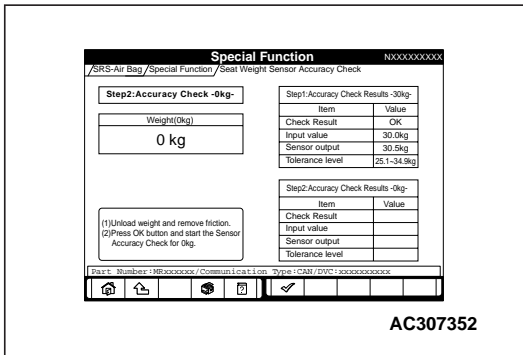 Special Function NXXXXXXXXX
SRS-Air Bag /Special Function /Seat Weight Sensor Accuracy Check
Step2:Accuracy Check -0kg-
Weight(0kg)
0 kg
(1)Unload weight and remove friction.
(2)Press OK button and start the Sensor
Accuracy Check for 0kg.
Step1:Accuracy Check Results -30kg-
Item Value
Check Result OK
Input value 30.0kg
Sensor output 30.5kg
Tolerance level 25.1~34.9kg
Step2:Accuracy Check Results -0kg-
Item Value
Check Result
Input value
Sensor output
Tolerance level
Part Number:MRxxxxxx/Communication Type:CAN/DVC:xxxxxxxxxx
AC307352